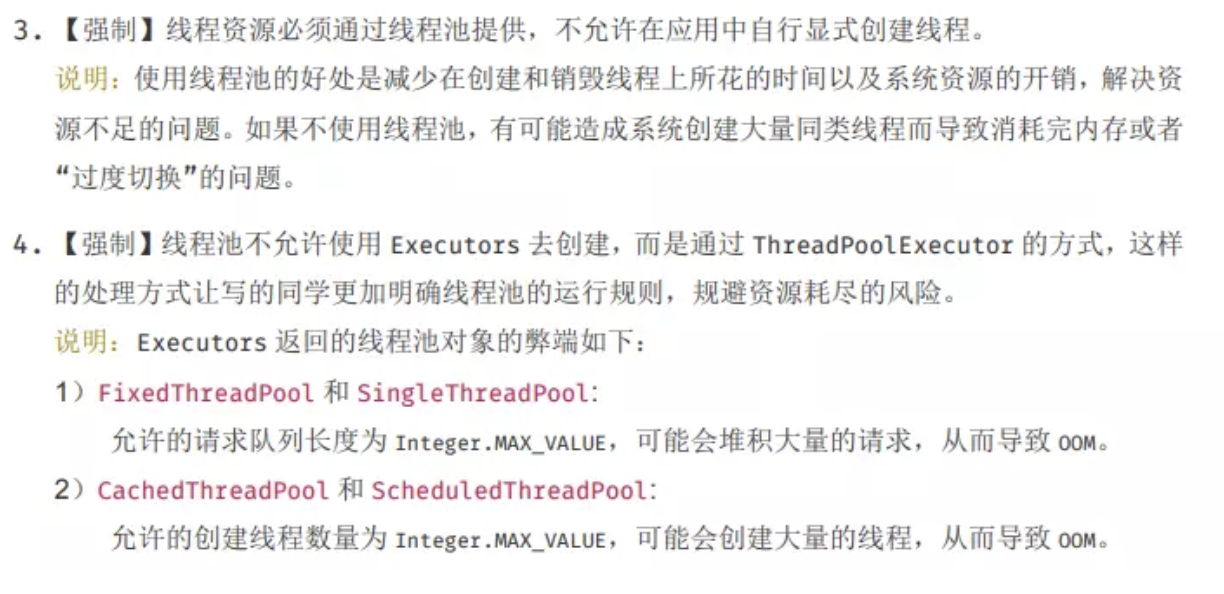 3. 【强制】线程资源必须通过线程池提供，不允许在应用中自行显式创建线程。
说明：使用线程池的好处是减少在创建和销毁线程上所花的时间以及系统资源的开销，解决资
源不足的问题。如果不使用线程池，有可能造成系统创建大量同类线程而导致消耗完内存或者
“过度切换”的问题。
4. 【强制】线程池不允许使用 Executors 去创建，而是通过 ThreadPoolExecutor 的方式，这样
的处理方式让写的同学更加明确线程池的运行规则，规避资源耗尽的风险。
说明：Executors 返回的线程池对象的弊端如下：
1）FixedThreadPool 和 SingleThreadPool:
允许的请求队列长度为 Integer.MAX_VALUE，可能会堆积大量的请求，从而导致 OOM。
2）CachedThreadPool 和 ScheduledThreadPool:
允许的创建线程数量为 Integer.MAX_VALUE，可能会创建大量的线程，从而导致 OOM。